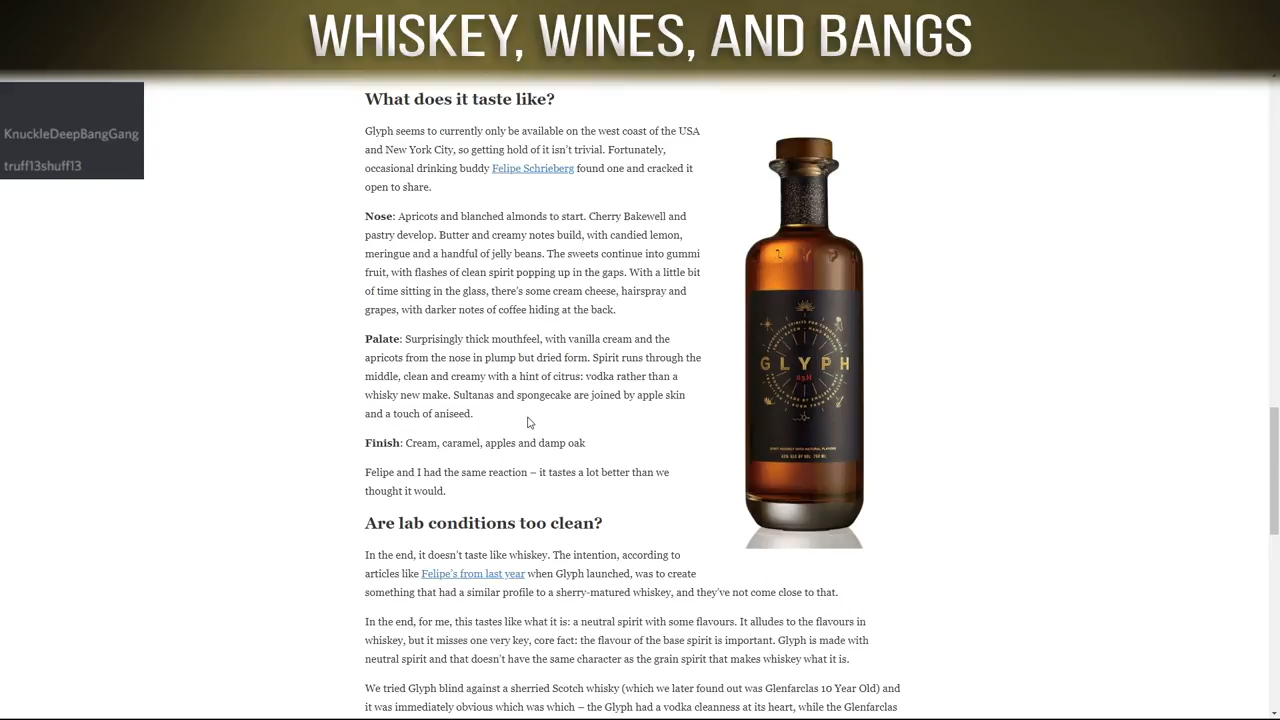 WHISKEY, WINES, AND BANGS
KnuckleDeepBangGang
truff13shuff13
What does it taste like?
Glyph seems to currently only be available on the west coast of the USA
and New York City, so getting hold of it isn't trivial. Fortunately,
occasional drinking buddy Felipe Schrieberg found one and cracked it
open to share.
Nose: Apricots and blanched almonds to start. Cherry Bakewell and
pastry develop. Butter and creamy notes build, with candied lemon,
meringue and a handful of jelly beans. The sweets continue into gummi
fruit, with flashes of clean spirit popping up in the gaps. With a little bit
of time sitting in the glass, there's some cream cheese, hairspray and
grapes, with darker notes of coffee hiding at the back.
Palate: Surprisingly thick mouthfeel, with vanilla cream and the
apricots from the nose in plump but dried form. Spirit runs through the
middle, clean and creamy with a hint of citrus: vodka rather than a
whisky new make. Sultanas and spongecake are joined by apple skin
and a touch of aniseed.
Finish: Cream, caramel, apples and damp oak
Felipe and I had the same reaction – it tastes a lot better than we
thought it would.
GLYPH
Are lab conditions too clean?
In the end, it doesn't taste like whiskey. The intention, according to
articles like Felipe's from last year when Glyph launched, was to create
something that had a similar profile to a sherry-matured whiskey, and they've not come close to that.
In the end, for me, this tastes like what it is: a neutral spirit with some flavours. It alludes to the flavours in
whiskey, but it misses one very key, core fact: the flavour of the base spirit is important. Glyph is made with
neutral spirit and that doesn't have the same character as the grain spirit that makes whiskey what it is.
We tried Glyph blind against a sherried Scotch whisky (which we later found out was Glenfarclas 10 Year Old) and
it was immediately obvious which was which – the Glyph had a vodka cleanness at its heart, while the Glenfarclas